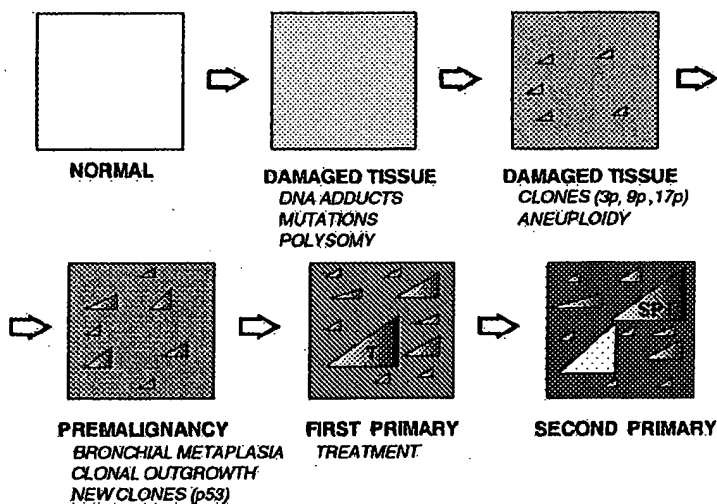 NORMAL
DAMAGED TISSUE
DNA ADDUCTS
MUTATIONS
POLYSOMY
DAMAGED TISSUE
CLONES (3p, 9p, 17p)
ANEUPLOIDY
PREMALIGNANCY
BRONCHIAL METAPLASIA
CLONAL OUTGROWTH
NEW CLONES (p53)
T
FIRST PRIMARY
TREATMENT
SP
SECOND PRIMARY